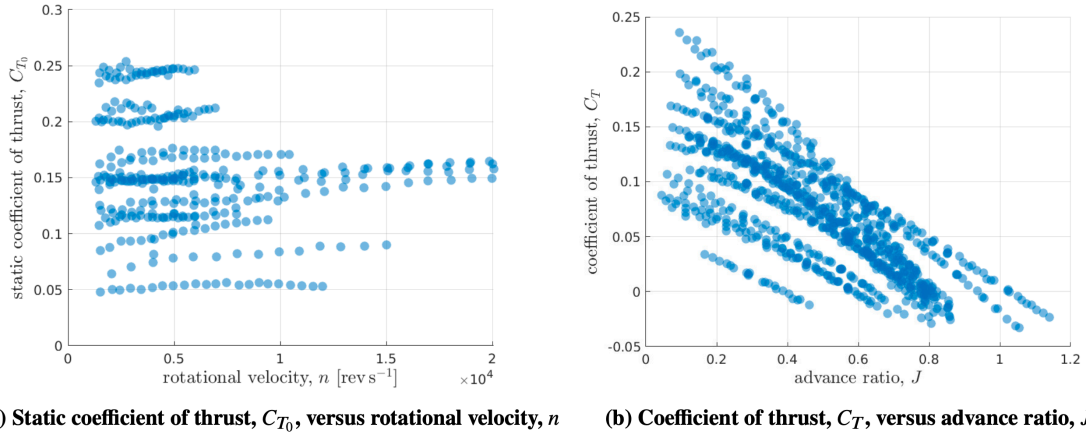 0.3
0.25
0.2
0.15
0.1
0.05
0
static coefficient of thrust, C_{T_0}
0 0.5 1 1.5 2
×10⁴
rotational velocity, n [rev s⁻¹]
) Static coefficient of thrust, C_{T_0}, versus rotational velocity, n
0.25
0.2
0.15
0.1
0.05
0
-0.05
coefficient of thrust, C_T
0 0.2 0.4 0.6 0.8 1 1.2
advance ratio, J
(b) Coefficient of thrust, C_T, versus advance ratio, J